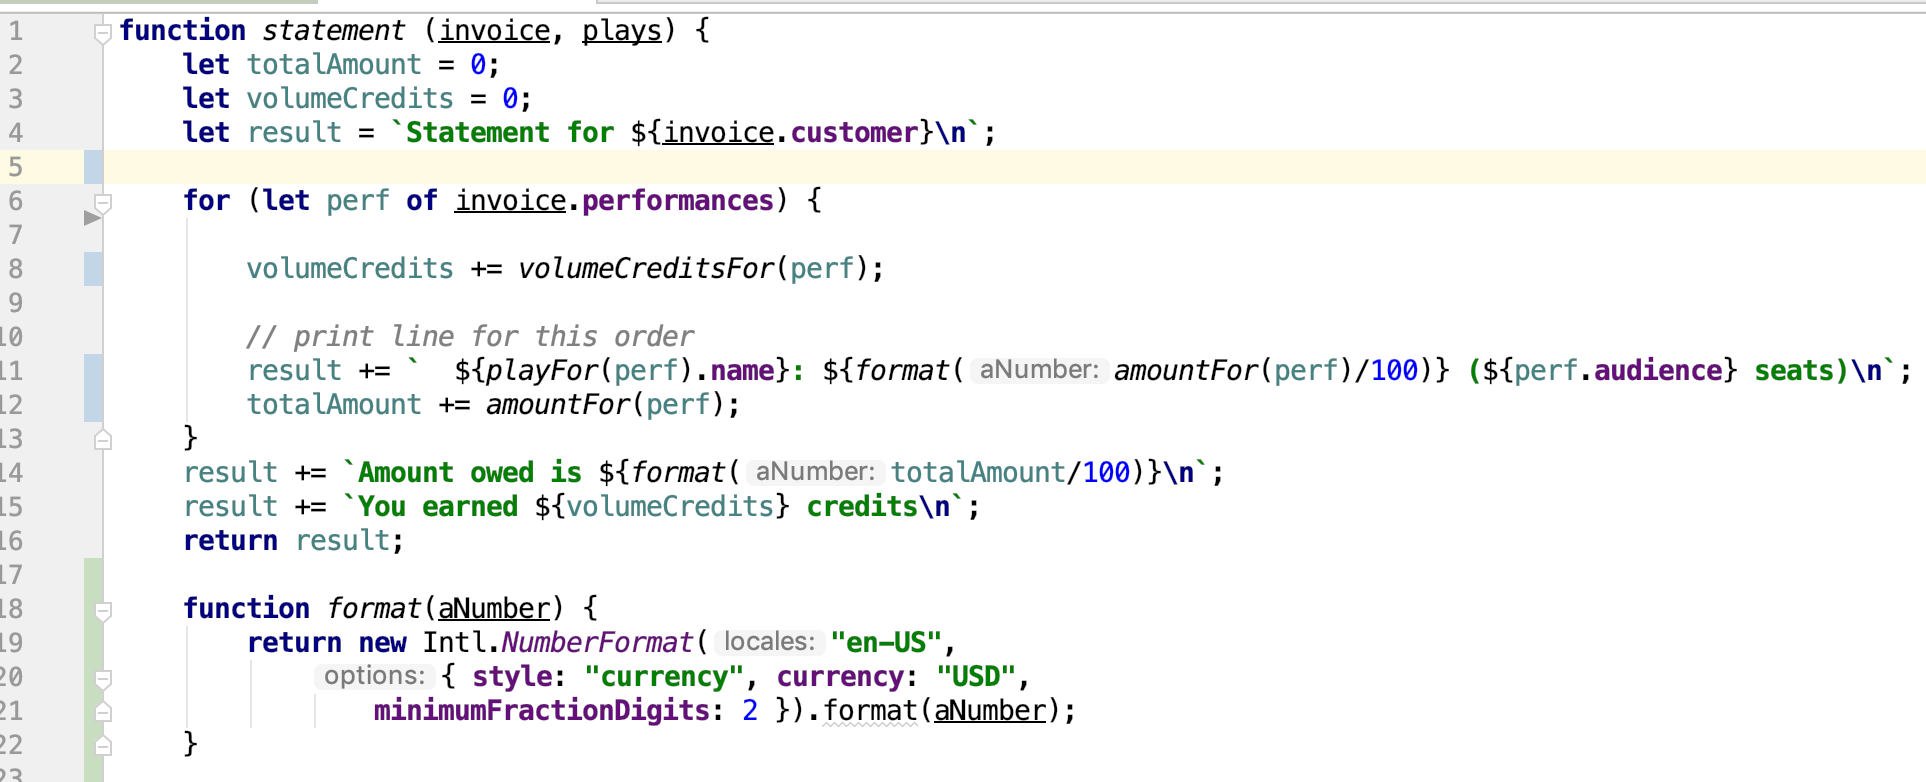 1 function statement (invoice, plays) {
2 let totalAmount = 0;
3 let volumeCredits = 0;
4 let result = `Statement for ${invoice.customer}\n`;
5
6 for (let perf of invoice.performances) {
7
8 volumeCredits += volumeCreditsFor(perf);
9
10 // print line for this order
11 result += `  ${playFor(perf).name}: ${format( aNumber: amountFor(perf)/100)} (${perf.audience} seats)\n`;
12 totalAmount += amountFor(perf);
13 }
14 result += `Amount owed is ${format( aNumber: totalAmount/100)}\n`;
15 result += `You earned ${volumeCredits} credits\n`;
16 return result;
17
18 function format(aNumber) {
19 return new Intl.NumberFormat( locales: "en-US",
20 options: { style: "currency", currency: "USD",
21 minimumFractionDigits: 2 }).format(aNumber);
22 }
23